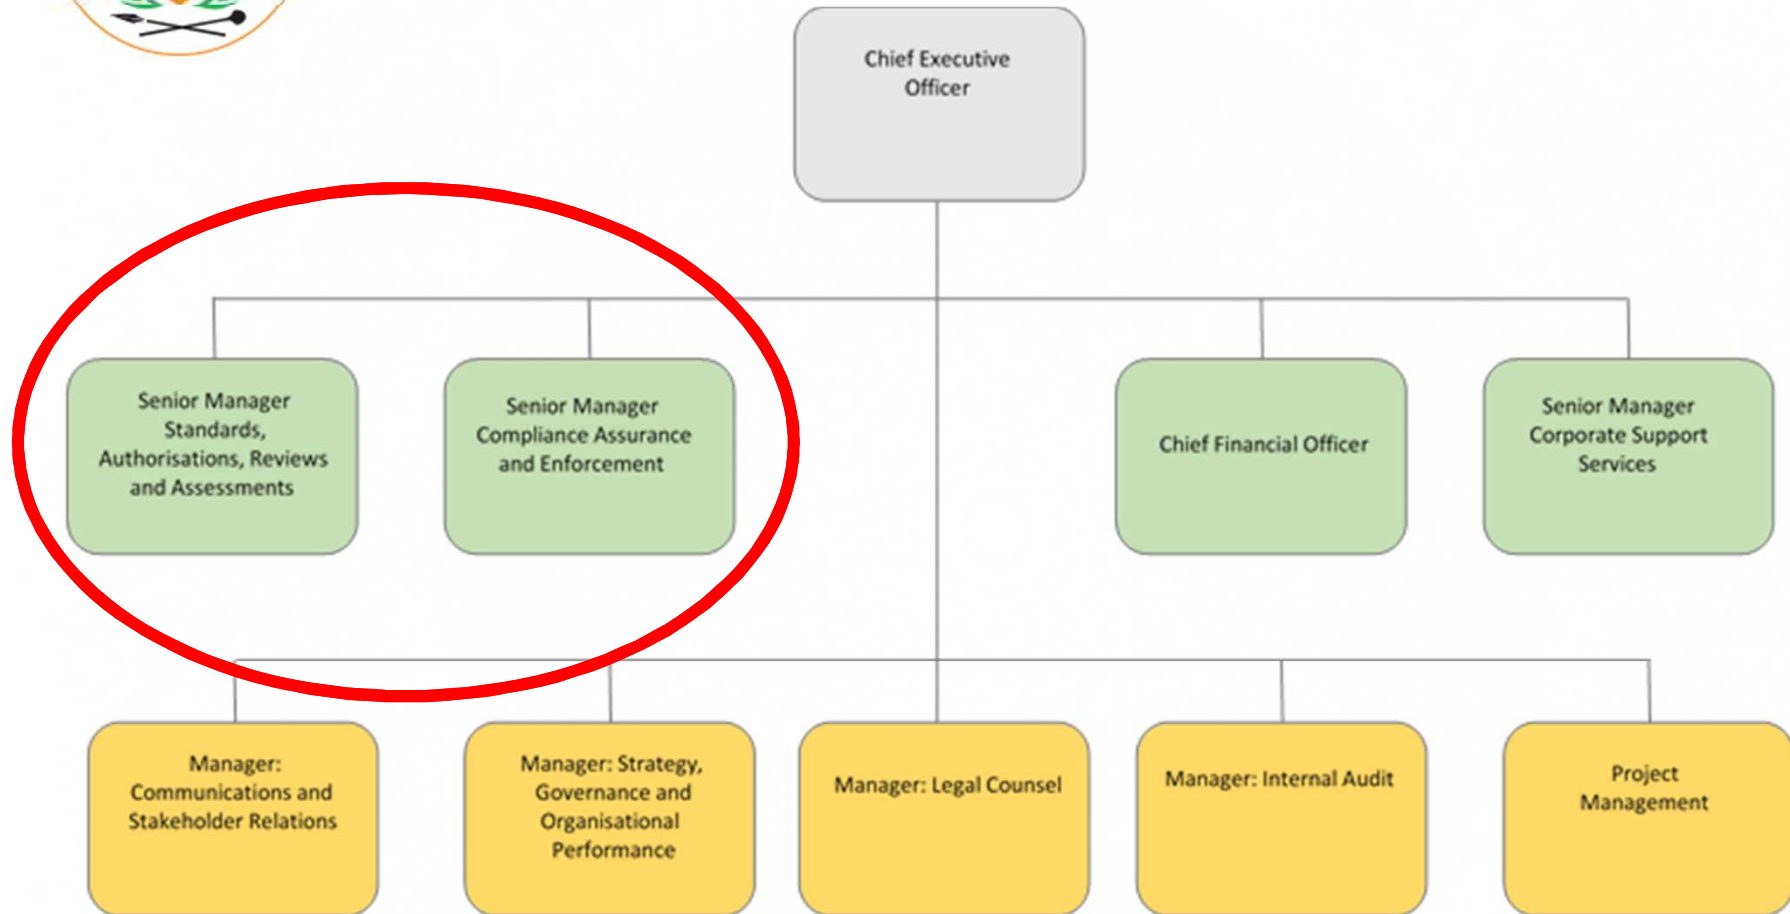 Chief Executive
Officer
Senior Manager
Standards,
Authorisations, Reviews
and Assessments
Senior Manager
Compliance Assurance
and Enforcement
Chief Financial Officer
Senior Manager
Corporate Support
Services
Manager:
Communications and
Stakeholder Relations
Manager: Strategy,
Governance and
Organisational
Performance
Manager: Legal Counsel
Manager: Internal Audit
Project
Management